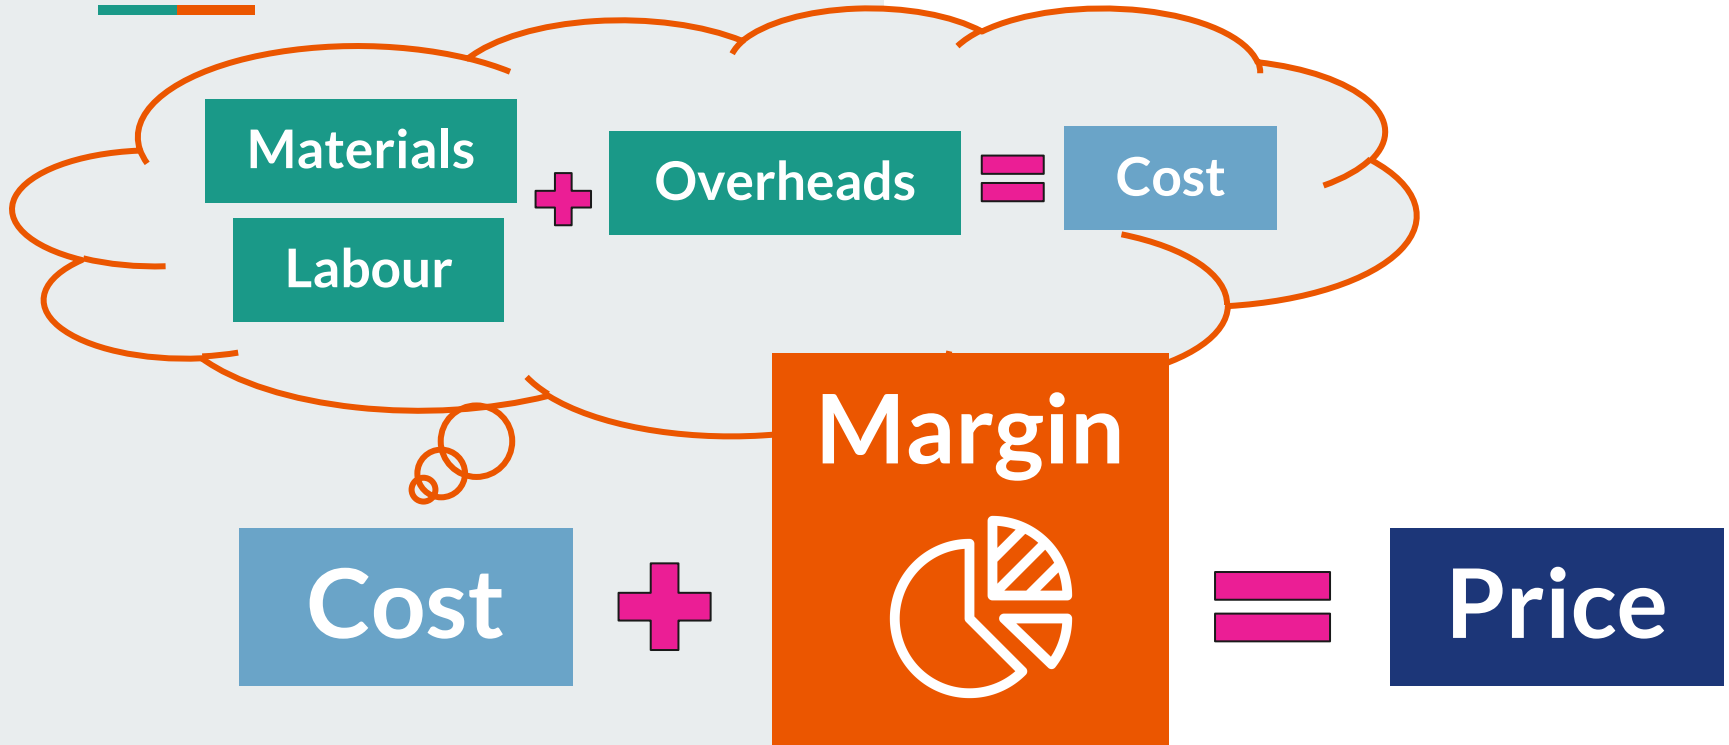 Materials
Labour
Overheads
Cost
Cost
Margin
Price